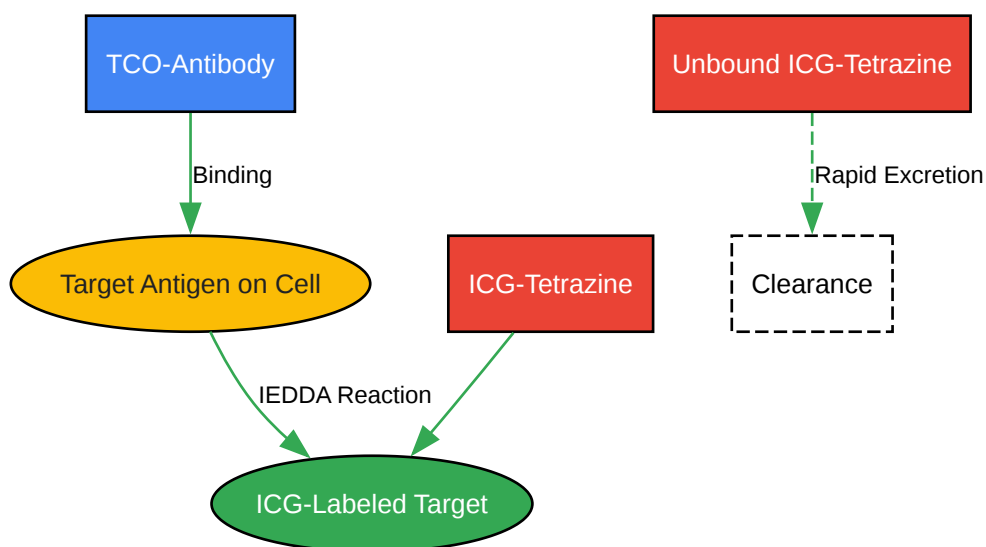 TCO-Antibody
Unbound ICG-Tetrazine
Binding
Rapid Excretion
Target Antigen on Cell
ICG-Tetrazine
Clearance
IEDDA Reaction
ICG-Labeled Target